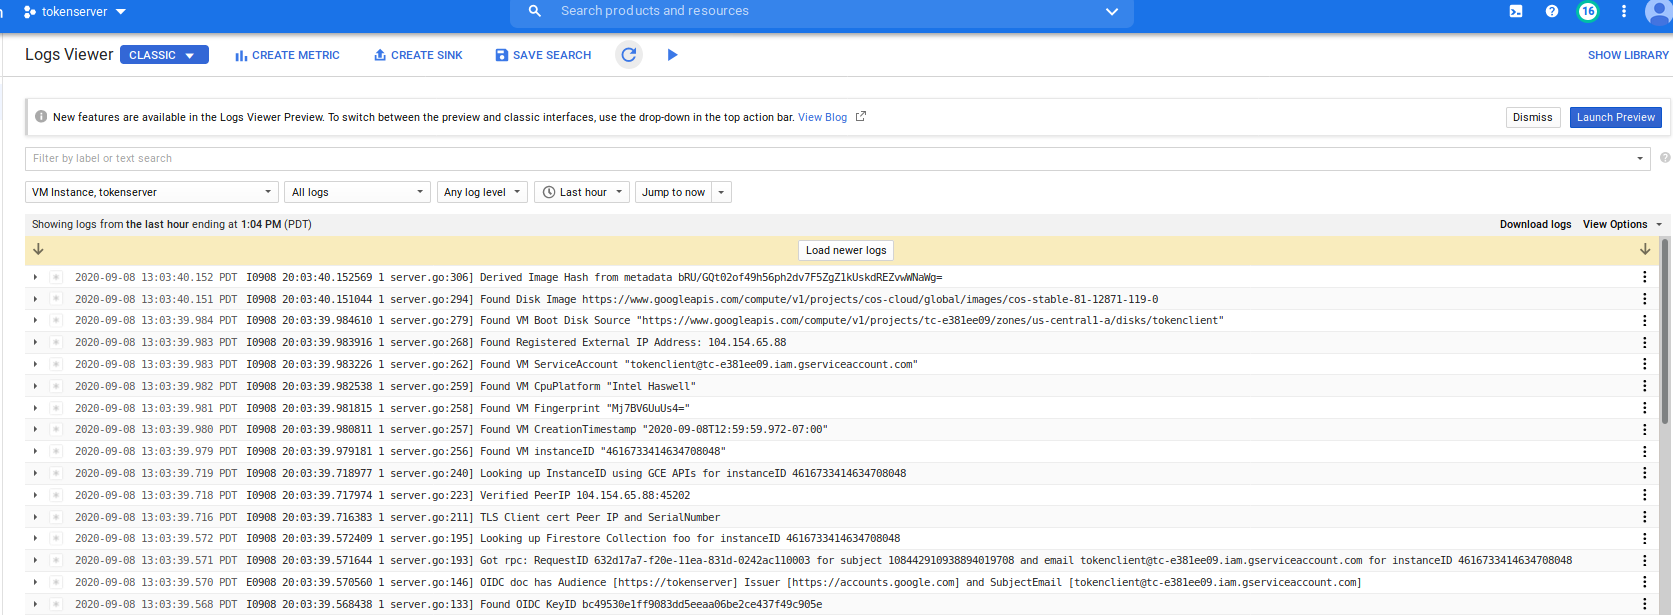 tokenserver
Search products and resources
16
Logs Viewer
CLASSIC
CREATE METRIC
CREATE SINK
SAVE SEARCH
SHOW LIBRARY
New features are available in the Logs Viewer Preview. To switch between the preview and classic interfaces, use the drop-down in the top action bar. View Blog
Dismiss
Launch Preview
Filter by label or text search
VM Instance, tokenserver
All logs
Any log level
Last hour
Jump to now
Showing logs from the last hour ending at 1:04 PM (PDT)
Download logs
View Options
Load newer logs
2020-09-08 13:03:40.152 PDT I0908 20:03:40.152569 1 server.go:306] Derived Image Hash from metadata bRU/GQt02of49h56ph2dv7F5ZgZ1kUskdREZvwWNaWg=
2020-09-08 13:03:40.151 PDT I0908 20:03:40.151044 1 server.go:294] Found Disk Image https://www.googleapis.com/compute/v1/projects/cos-cloud/global/images/cos-stable-81-12871-119-0
2020-09-08 13:03:39.984 PDT I0908 20:03:39.984610 1 server.go:279] Found VM Boot Disk Source "https://www.googleapis.com/compute/v1/projects/tc-e381ee09/zones/us-central1-a/disks/tokenclient"
2020-09-08 13:03:39.983 PDT I0908 20:03:39.983916 1 server.go:268] Found Registered External IP Address: 104.154.65.88
2020-09-08 13:03:39.983 PDT I0908 20:03:39.983226 1 server.go:262] Found VM ServiceAccount "tokenclient@tc-e381ee09.iam.gserviceaccount.com"
2020-09-08 13:03:39.982 PDT I0908 20:03:39.982538 1 server.go:259] Found VM CpuPlatform "Intel Haswell"
2020-09-08 13:03:39.981 PDT I0908 20:03:39.981815 1 server.go:258] Found VM Fingerprint "Mj7BV6UuUs4="
2020-09-08 13:03:39.980 PDT I0908 20:03:39.980811 1 server.go:257] Found VM CreationTimestamp "2020-09-08T12:59:59.972-07:00"
2020-09-08 13:03:39.979 PDT I0908 20:03:39.979181 1 server.go:256] Found VM instanceID "4616733414634708048"
2020-09-08 13:03:39.719 PDT I0908 20:03:39.718977 1 server.go:240] Looking up InstanceID using GCE APIs for instanceID 4616733414634708048
2020-09-08 13:03:39.718 PDT I0908 20:03:39.717974 1 server.go:223] Verified PeerIP 104.154.65.88:45202
2020-09-08 13:03:39.716 PDT I0908 20:03:39.716383 1 server.go:211] TLS Client cert Peer IP and SerialNumber
2020-09-08 13:03:39.572 PDT I0908 20:03:39.572409 1 server.go:195] Looking up Firestore Collection foo for instanceID 4616733414634708048
2020-09-08 13:03:39.571 PDT I0908 20:03:39.571644 1 server.go:193] Got rpc: RequestID 632d17a7-f20e-11ea-831d-0242ac110003 for subject 108442910938894019708 and email tokenclient@tc-e381ee09.iam.gserviceaccount.com for instanceID 4616733414634708048
2020-09-08 13:03:39.570 PDT E0908 20:03:39.570560 1 server.go:146] OIDC doc has Audience [https://tokenserver] Issuer [https://accounts.google.com] and SubjectEmail [tokenclient@tc-e381ee09.iam.gserviceaccount.com]
2020-09-08 13:03:39.568 PDT I0908 20:03:39.568438 1 server.go:133] Found OIDC KeyID bc49530e1ff9083dd5eeaa06be2ce437f49c905e